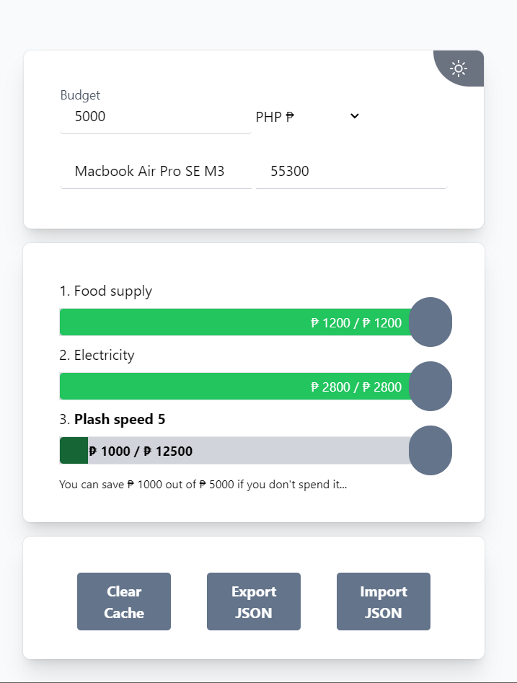 Budget
5000
PHP ₱
Macbook Air Pro SE M3
55300
1. Food supply
₱ 1200 / ₱ 1200
2. Electricity
₱ 2800 / ₱ 2800
3. Plash speed 5
₱ 1000 / ₱ 12500
You can save ₱ 1000 out of ₱ 5000 if you don't spend it...
Clear
Cache
Export
JSON
Import
JSON